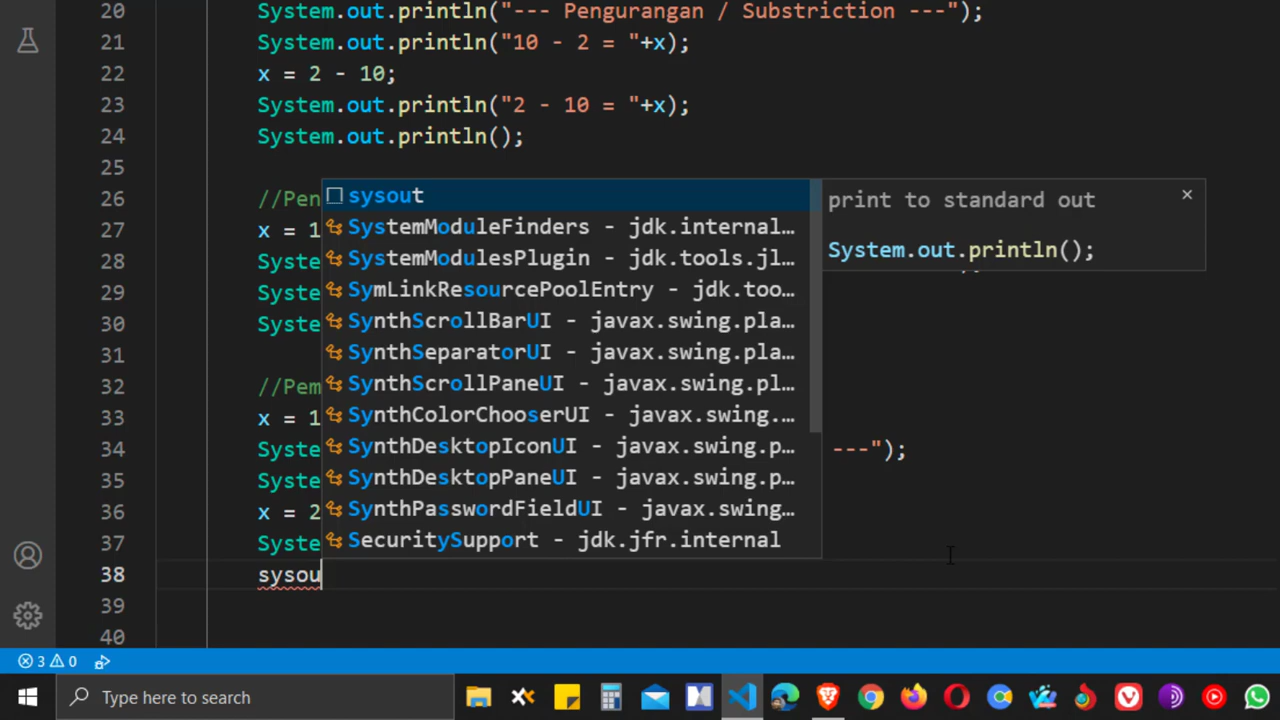 20 System.out.println("--- Pengurangan / Substriction ---");
21 System.out.println("10 - 2 = "+x);
22 x = 2 - 10;
23 System.out.println("2 - 10 = "+x);
24 System.out.println();
25
26 //Pen
27 x = 1
28 Syste
29 Syste
30 Syste
31
32 //Pem
33 x = 1
34 Syste ---");
35 Syste
36 x = 2
37 Syste
38 sysou
39
40
sysout
SystemModuleFinders - jdk.internal…
SystemModulesPlugin - jdk.tools.jl…
SymLinkResourcePoolEntry - jdk.too…
SynthScrollBarUI - javax.swing.pla…
SynthSeparatorUI - javax.swing.pla…
SynthScrollPaneUI - javax.swing.pl…
SynthColorChooserUI - javax.swing.…
SynthDesktopIconUI - javax.swing.p…
SynthDesktopPaneUI - javax.swing.p…
SynthPasswordFieldUI - javax.swing…
SecuritySupport - jdk.jfr.internal
print to standard out
System.out.println();
3 0
Type here to search